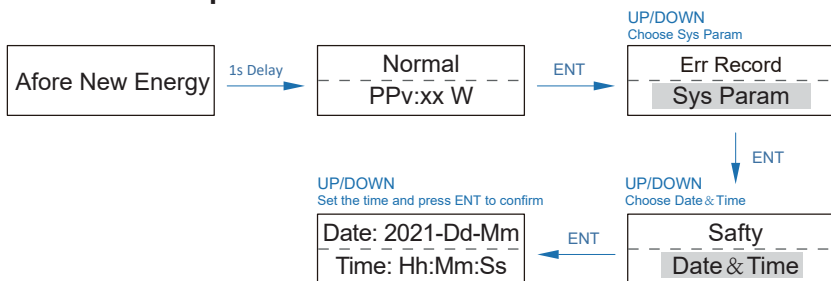 Afore New Energy
1s Delay
Normal
PPv:xx W
ENT
UP/DOWN
Choose Sys Param
Err Record
Sys Param
ENT
UP/DOWN
Choose Date & Time
Safty
Date & Time
ENT
UP/DOWN
Set the time and press ENT to confirm
Date: 2021-Dd-Mm
Time: Hh:Mm:Ss